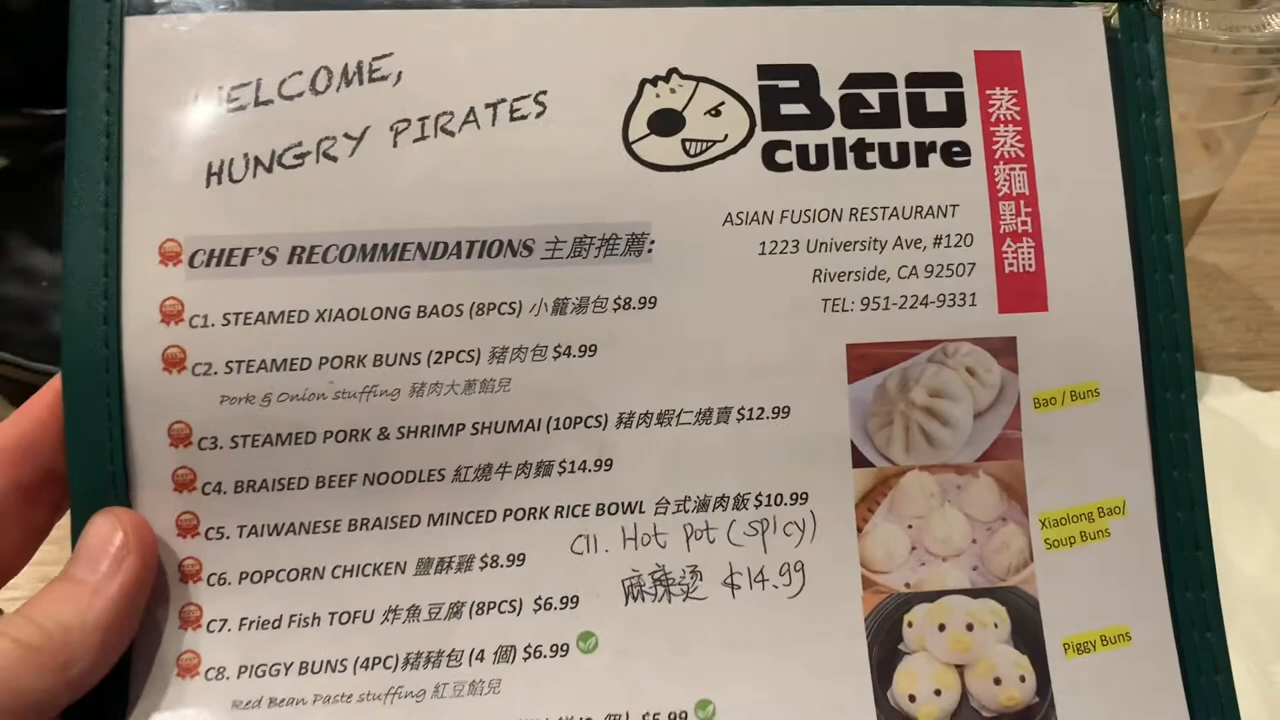 WELCOME,
HUNGRY PIRATES
Bao
Culture
蒸蒸麵點舖
ASIAN FUSION RESTAURANT
1223 University Ave, #120
Riverside, CA 92507
TEL: 951-224-9331
CHEF'S RECOMMENDATIONS 主廚推薦:
C1. STEAMED XIAOLONG BAOS (8PCS) 小籠湯包 $8.99
C2. STEAMED PORK BUNS (2PCS) 豬肉包 $4.99
Pork & Onion stuffing 豬肉大蔥餡兒
C3. STEAMED PORK & SHRIMP SHUMAI (10PCS) 豬肉蝦仁燒賣 $12.99
C4. BRAISED BEEF NOODLES 紅燒牛肉麵 $14.99
C5. TAIWANESE BRAISED MINCED PORK RICE BOWL 台式滷肉飯 $10.99
C11. Hot pot (spicy)
麻辣烫 $14.99
C6. POPCORN CHICKEN 鹽酥雞 $8.99
C7. Fried Fish TOFU 炸魚豆腐 (8PCS) $6.99
C8. PIGGY BUNS (4PC) 豬豬包 (4 個) $6.99
Red Bean Paste stuffing 紅豆餡兒
$5.99
Bao / Buns
Xiaolong Bao/
Soup Buns
Piggy Buns